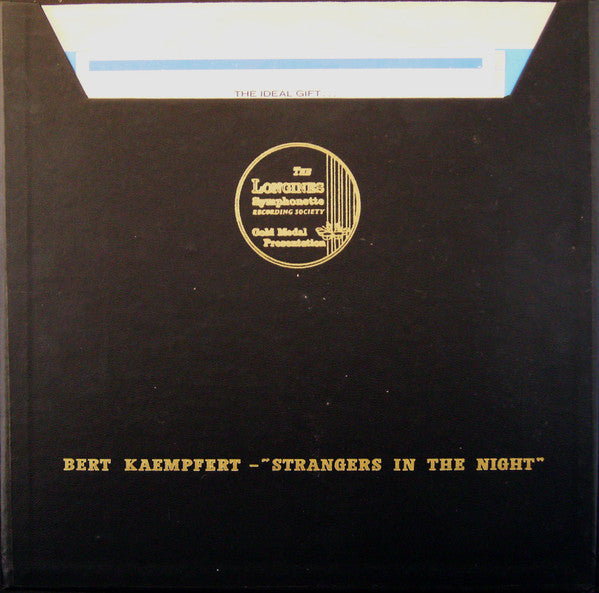 THE IDEAL GIFT...
The
Longines
Symphonette
RECORDING SOCIETY
Gold Medal
Presentation
BERT KAEMPFERT - "STRANGERS IN THE NIGHT"